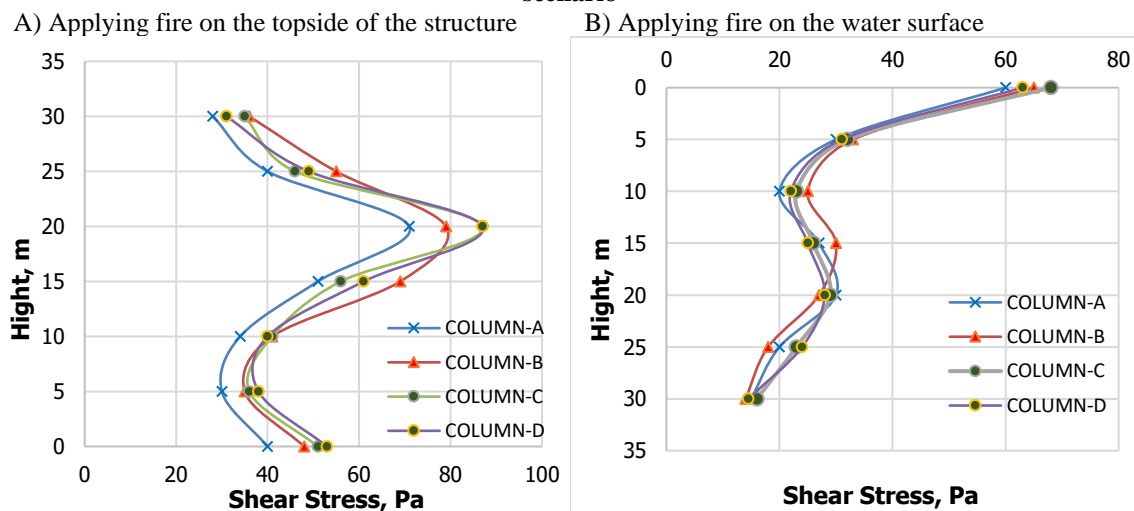 scenario
A) Applying fire on the topside of the structure
B) Applying fire on the water surface
35
30
25
20
15
10
5
0
Hight, m
0 20 40 60 80 100
Shear Stress, Pa
COLUMN-A
COLUMN-B
COLUMN-C
COLUMN-D
0 20 40 60 80
0
5
10
15
20
25
30
35
Hight, m
COLUMN-A
COLUMN-B
COLUMN-C
COLUMN-D
Shear Stress, Pa